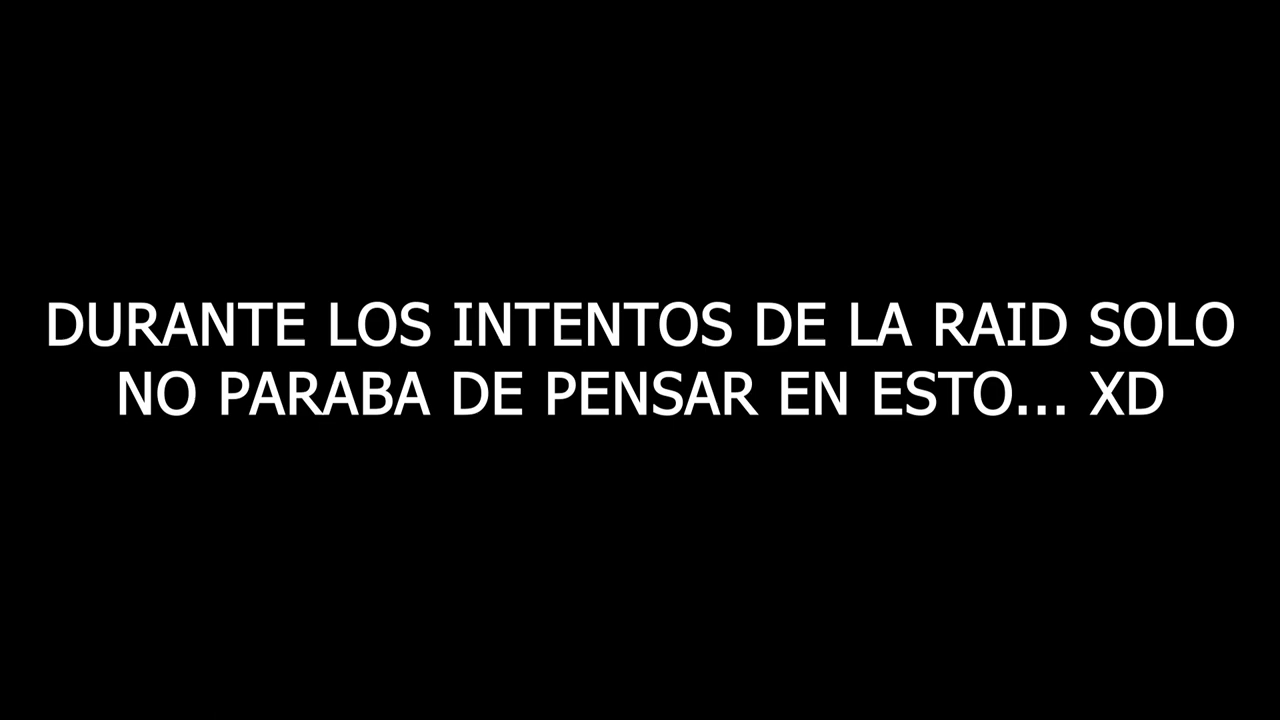 DURANTE LOS INTENTOS DE LA RAID SOLO
NO PARABA DE PENSAR EN ESTO... XD